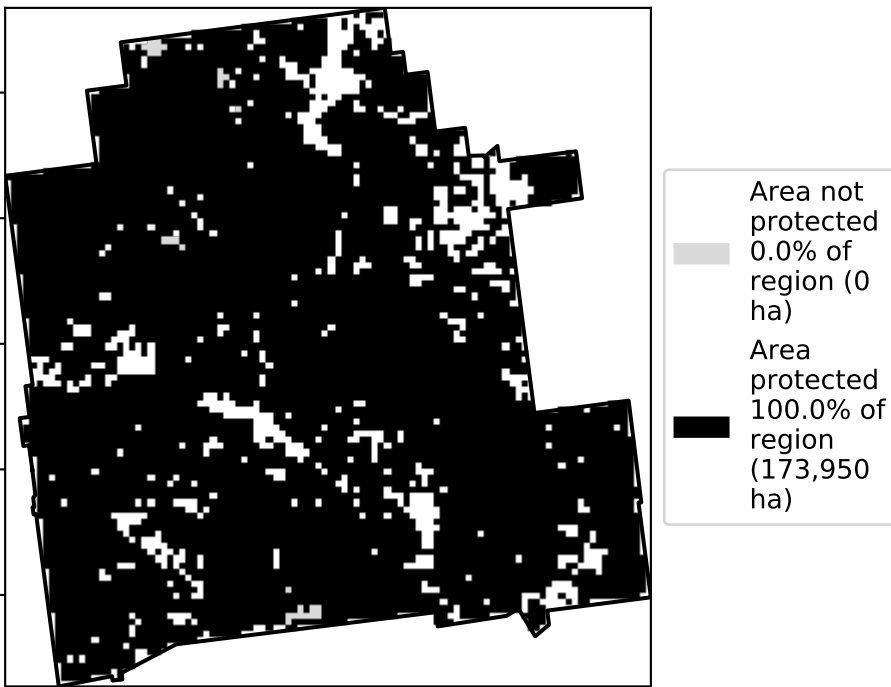 Area not
protected
0.0% of
region (0
ha)
Area
protected
100.0% of
region
(173,950
ha)